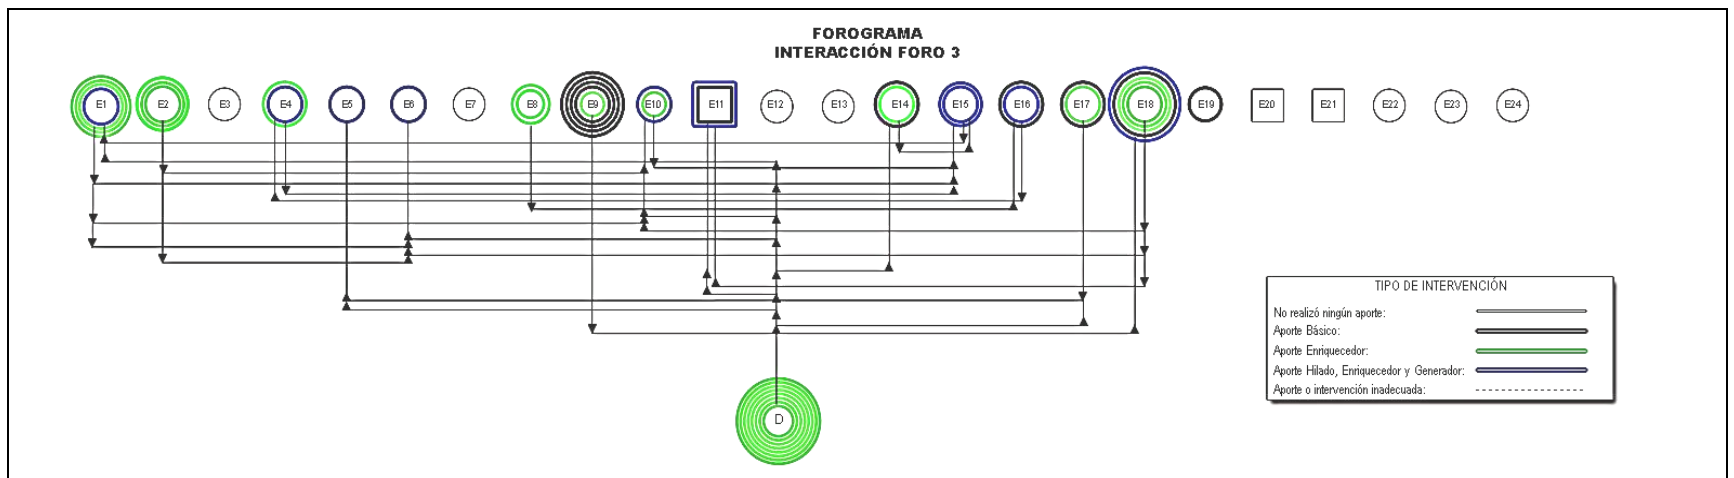 FOROGRAMA
INTERACCIÓN FORO 3
E1 E2 E3 E4 E5 E6 E7 E8 E9 E10 E11 E12 E13 E14 E15 E16 E17 E18 E19 E20 E21 E22 E23 E24
TIPO DE INTERVENCIÓN
No realizó ningún aporte:
Aporte Básico:
Aporte Enriquecedor:
Aporte Hilado, Enriquecedor y Generador:
Aporte o intervención inadecuada:
D